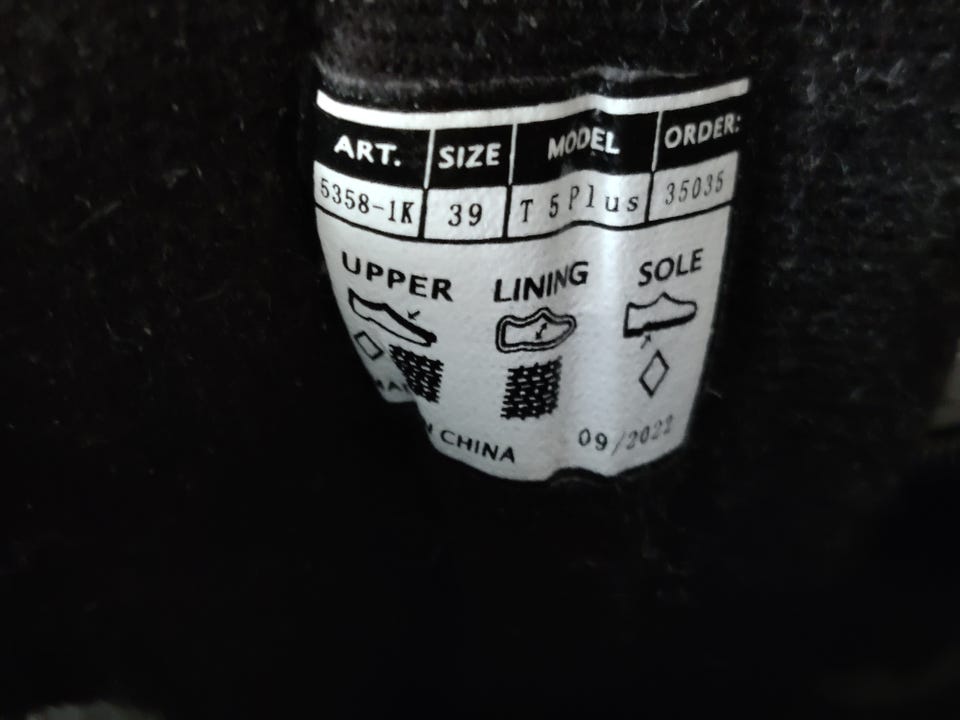 ART. SIZE MODEL ORDER:
5358-1K 39 T 5 Plus 35035
UPPER LINING SOLE
CHINA 09/2022